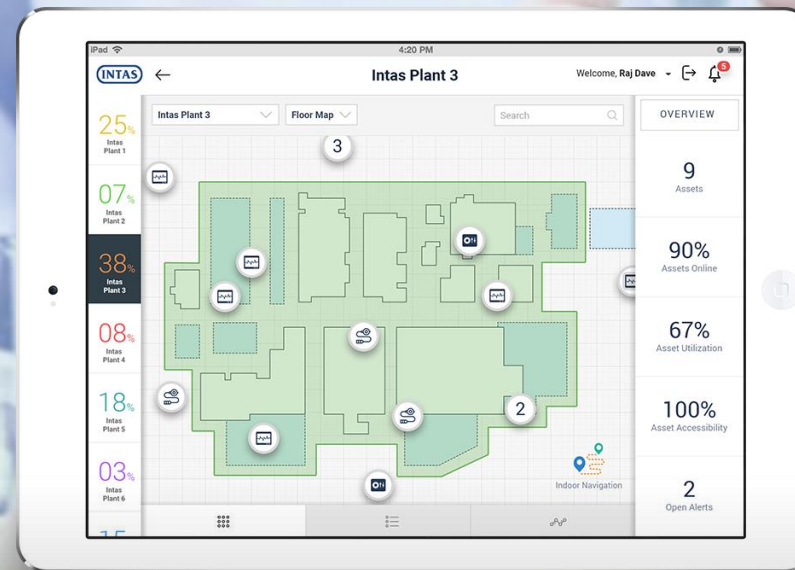 iPad
4:20 PM
INTAS
Intas Plant 3
Welcome, Raj Dave
5
25%
Intas
Plant 1
07%
Intas
Plant 2
38%
Intas
Plant 3
08%
Intas
Plant 4
18%
Intas
Plant 5
03%
Intas
Plant 6
Intas Plant 3
Floor Map
Search
3
2
Indoor Navigation
OVERVIEW
9
Assets
90%
Assets Online
67%
Asset Utilization
100%
Asset Accessibility
2
Open Alerts